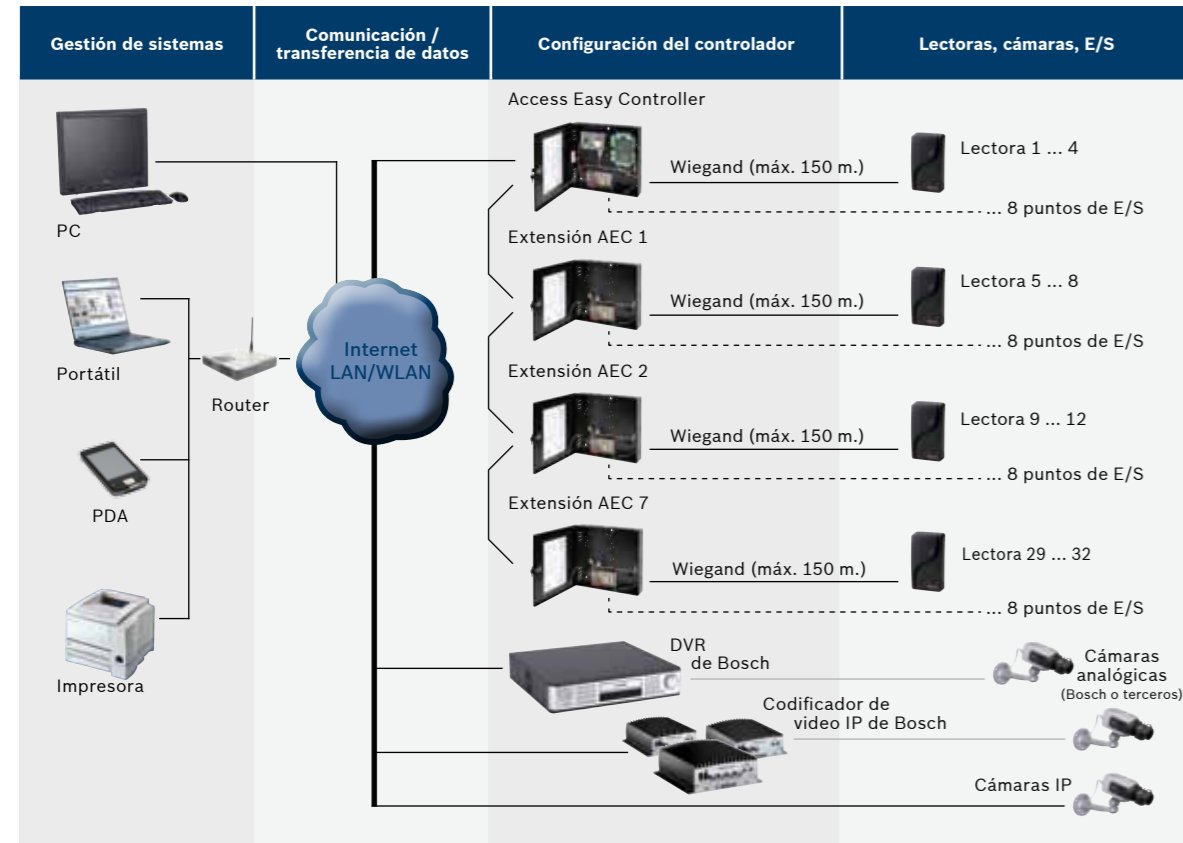 Gestión de sistemas
Comunicación /
transferencia de datos
Configuración del controlador
Lectoras, cámaras, E/S
Access Easy Controller
Wiegand (máx. 150 m.)
Lectora 1 ... 4
... 8 puntos de E/S
PC
Extensión AEC 1
Wiegand (máx. 150 m.)
Lectora 5 ... 8
... 8 puntos de E/S
Portátil
Router
Internet
LAN/WLAN
Extensión AEC 2
Wiegand (máx. 150 m.)
Lectora 9 ... 12
... 8 puntos de E/S
PDA
Extensión AEC 7
Wiegand (máx. 150 m.)
Lectora 29 ... 32
... 8 puntos de E/S
Impresora
DVR
de Bosch
Cámaras
analógicas
(Bosch o terceros)
Codificador de
video IP de Bosch
Cámaras IP